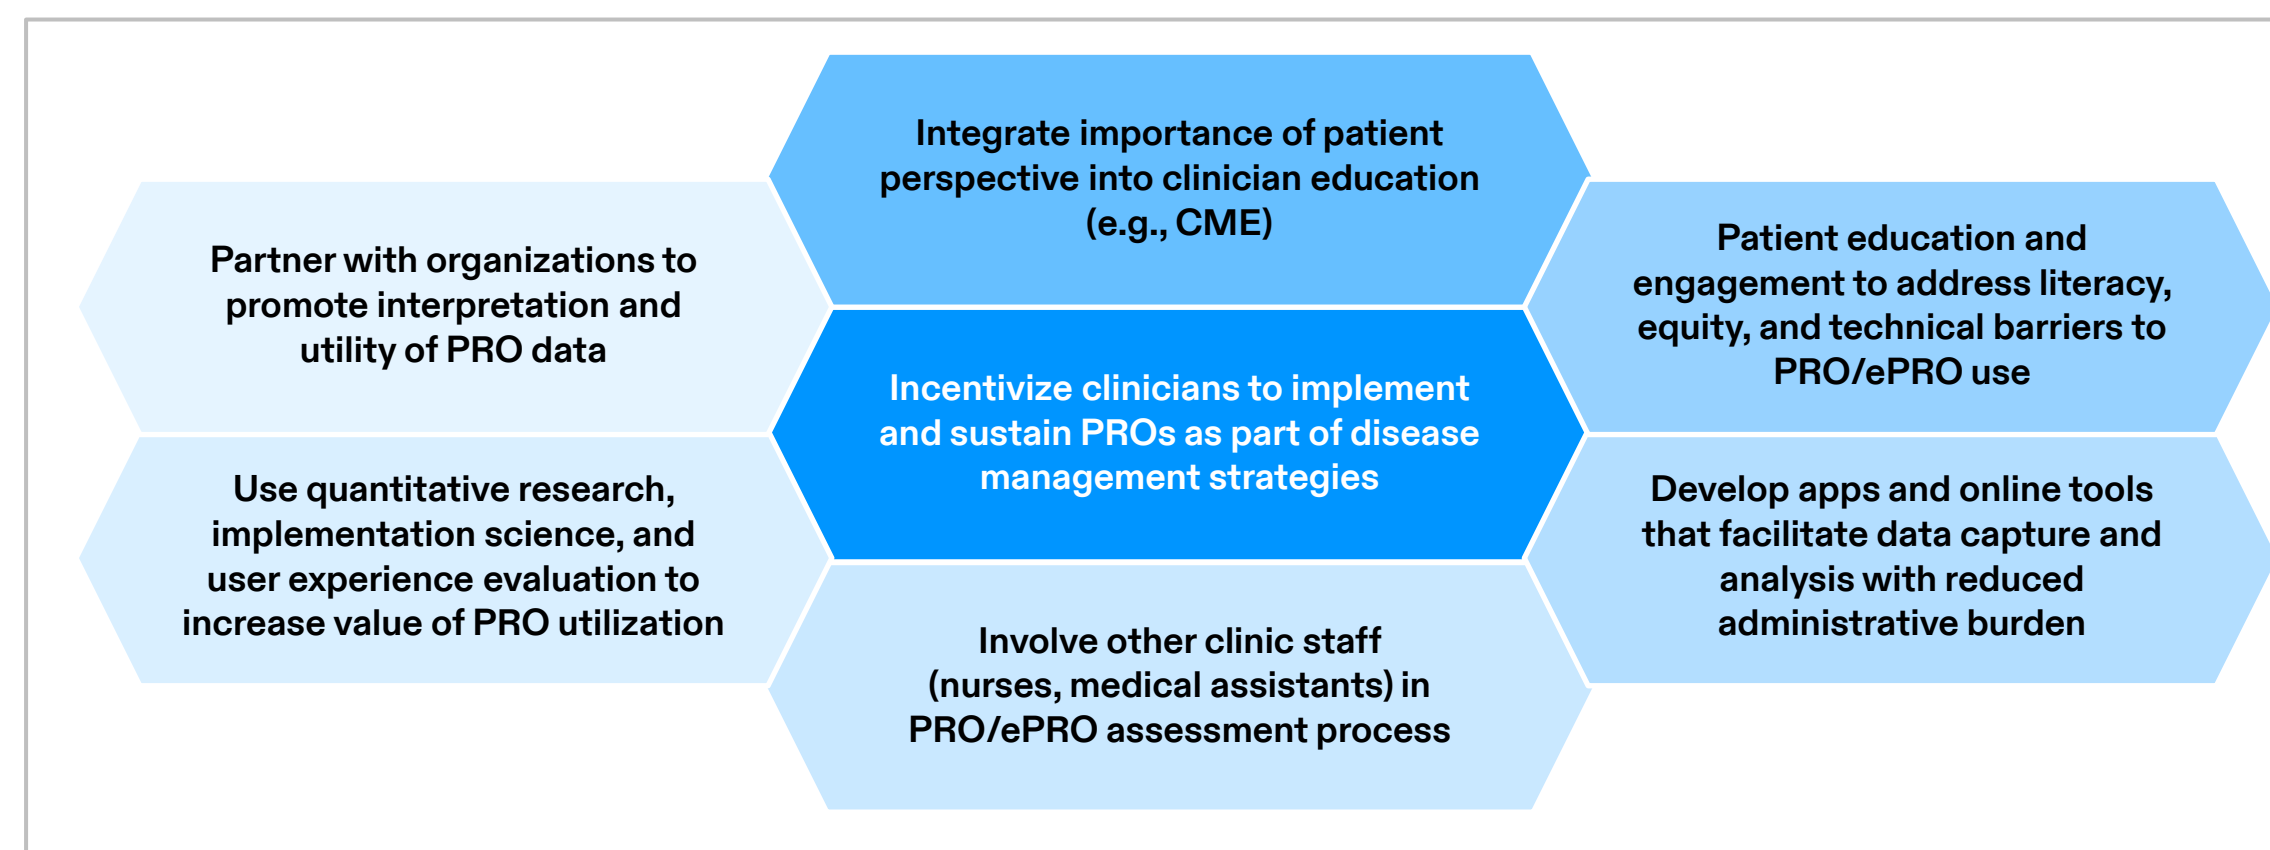 Integrate importance of patient
perspective into clinician education
(e.g., CME)
Partner with organizations to
promote interpretation and
utility of PRO data
Patient education and
engagement to address literacy,
equity, and technical barriers to
PRO/ePRO use
Incentivize clinicians to implement
and sustain PROs as part of disease
management strategies
Use quantitative research,
implementation science, and
user experience evaluation to
increase value of PRO utilization
Develop apps and online tools
that facilitate data capture and
analysis with reduced
administrative burden
Involve other clinic staff
(nurses, medical assistants) in
PRO/ePRO assessment process